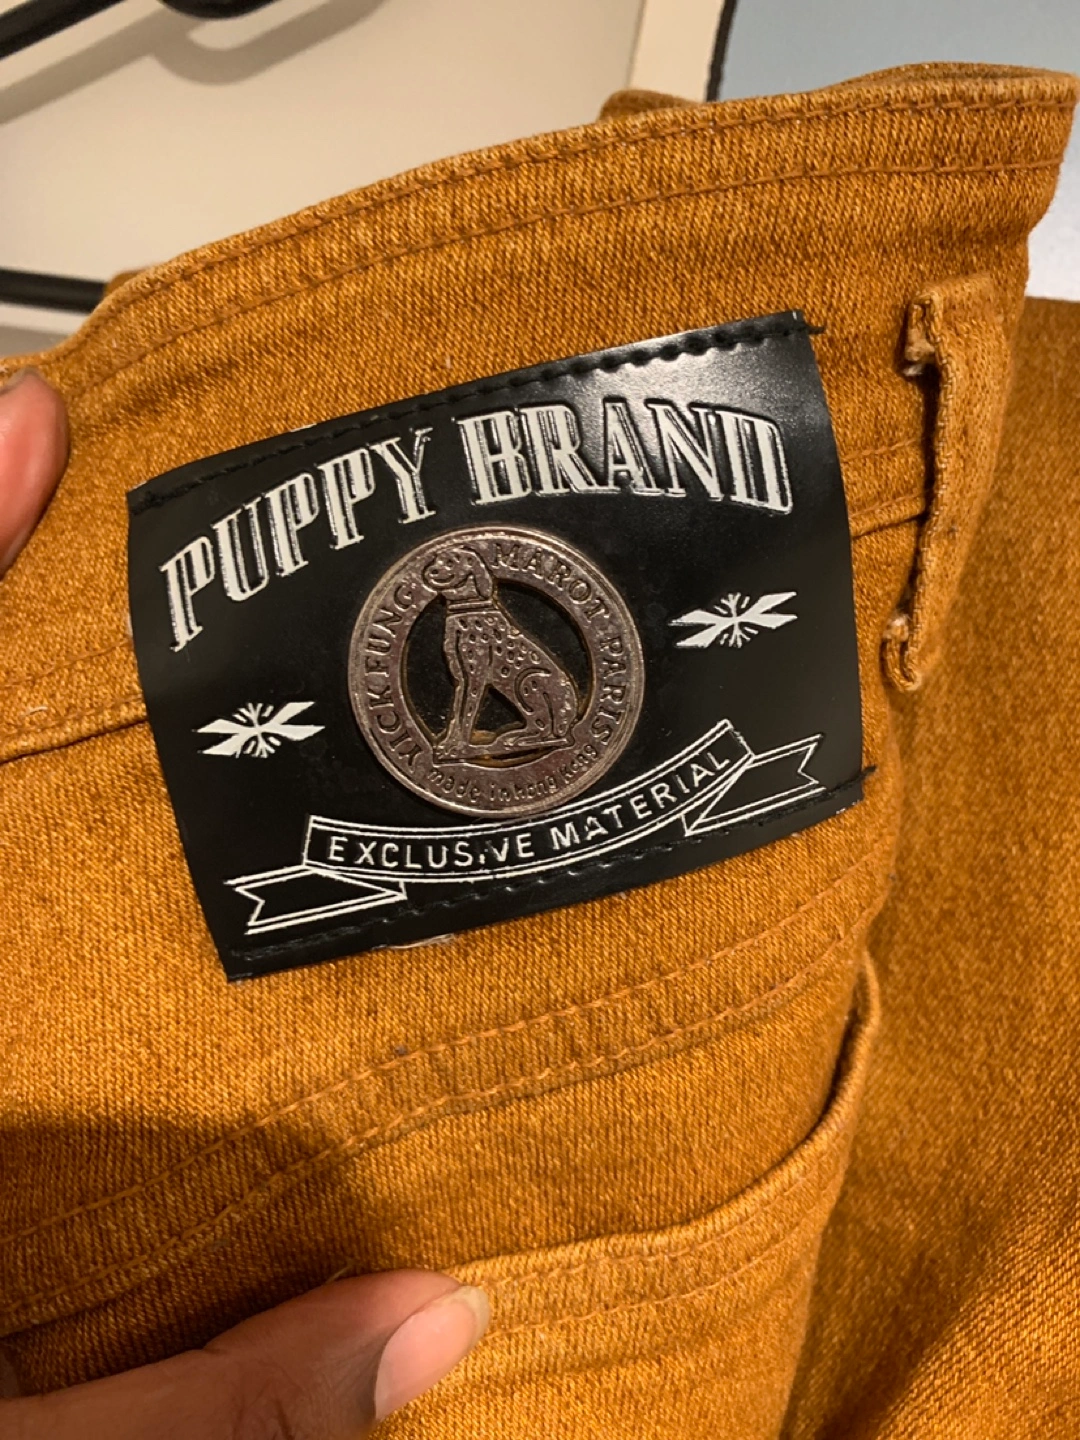 PUPPY BRAND
YICK FUNG MAROT PARIS
made in hong kong
EXCLUSIVE MATERIAL